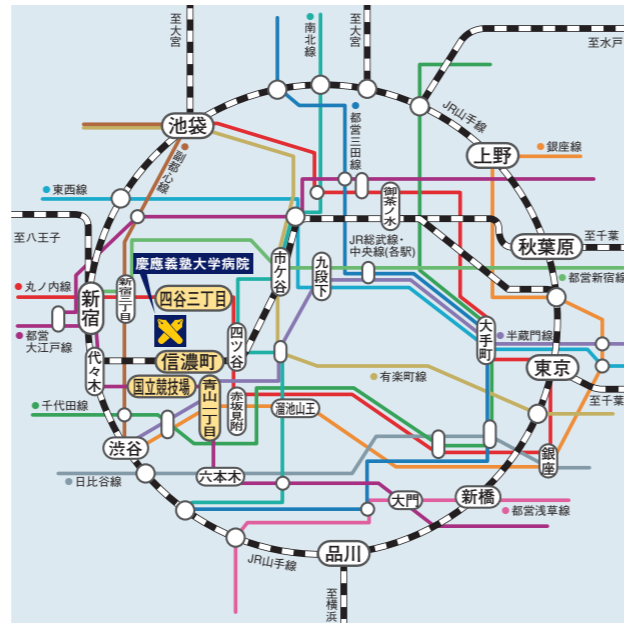 至大宮
南北線
至大宮
至水戸
JR山手線
池袋
都営三田線
上野
銀座線
副都心線
東西線
御茶ノ水
至八王子
JR総武線・
中央線(各駅)
秋葉原
至千葉
慶應義塾大学病院
市ケ谷
九段下
都営新宿線
丸ノ内線
新宿
新宿三丁目
四谷三丁目
都営
大江戸線
四ツ谷
大手町
半蔵門線
代々木
信濃町
東京
国立競技場
青山一丁目
赤坂見附
有楽町線
至千葉
千代田線
溜池山王
渋谷
銀座
日比谷線
六本木
大門
新橋
都営浅草線
品川
JR山手線
至横浜